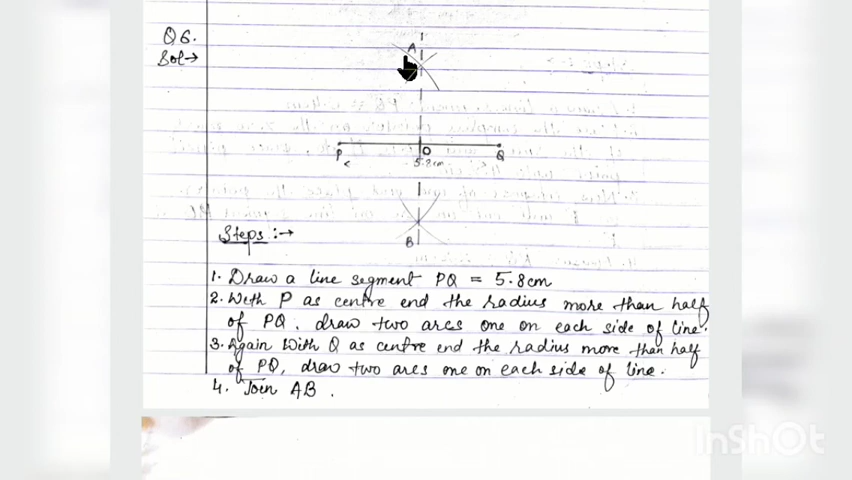 Q6.
A
Sol→
P
O
Q
5.8cm
B
Steps :→
1. Draw a line segment PQ = 5.8cm
2. With P as centre end the radius more than half
of PQ, draw two arcs one on each side of line.
3. Again With Q as centre end the radius more than half
of PQ, draw two arcs one on each side of line.
4. Join AB.
InShOt